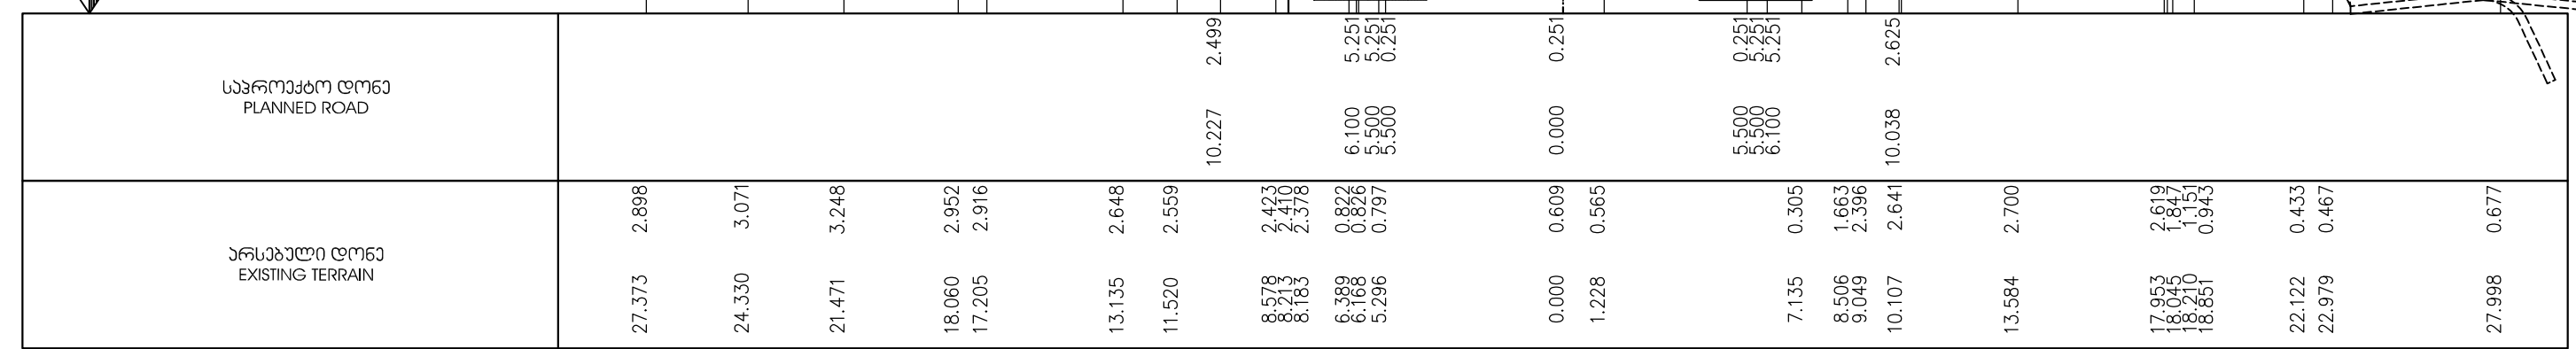 საპროექტო დონე
PLANNED ROAD
2.499 5.251 5.251 0.251 0.251 0.251 5.251 5.251 2.625
10.227 6.100 5.500 5.500 0.000 5.500 5.500 6.100 10.038
არსებული დონე
EXISTING TERRAIN
2.898 3.071 3.248 2.952 2.916 2.648 2.559 2.423 2.410 2.378 0.822 0.826 0.797 0.609 0.565 0.305 1.663 2.396 2.641 2.700 2.619 1.847 1.151 0.943 0.433 0.467 0.677
27.373 24.330 21.471 18.060 17.205 13.135 11.520 8.578 8.213 8.183 6.389 6.168 5.296 0.000 1.228 7.135 8.506 9.049 10.107 13.584 17.953 18.045 18.210 18.851 22.122 22.979 27.998